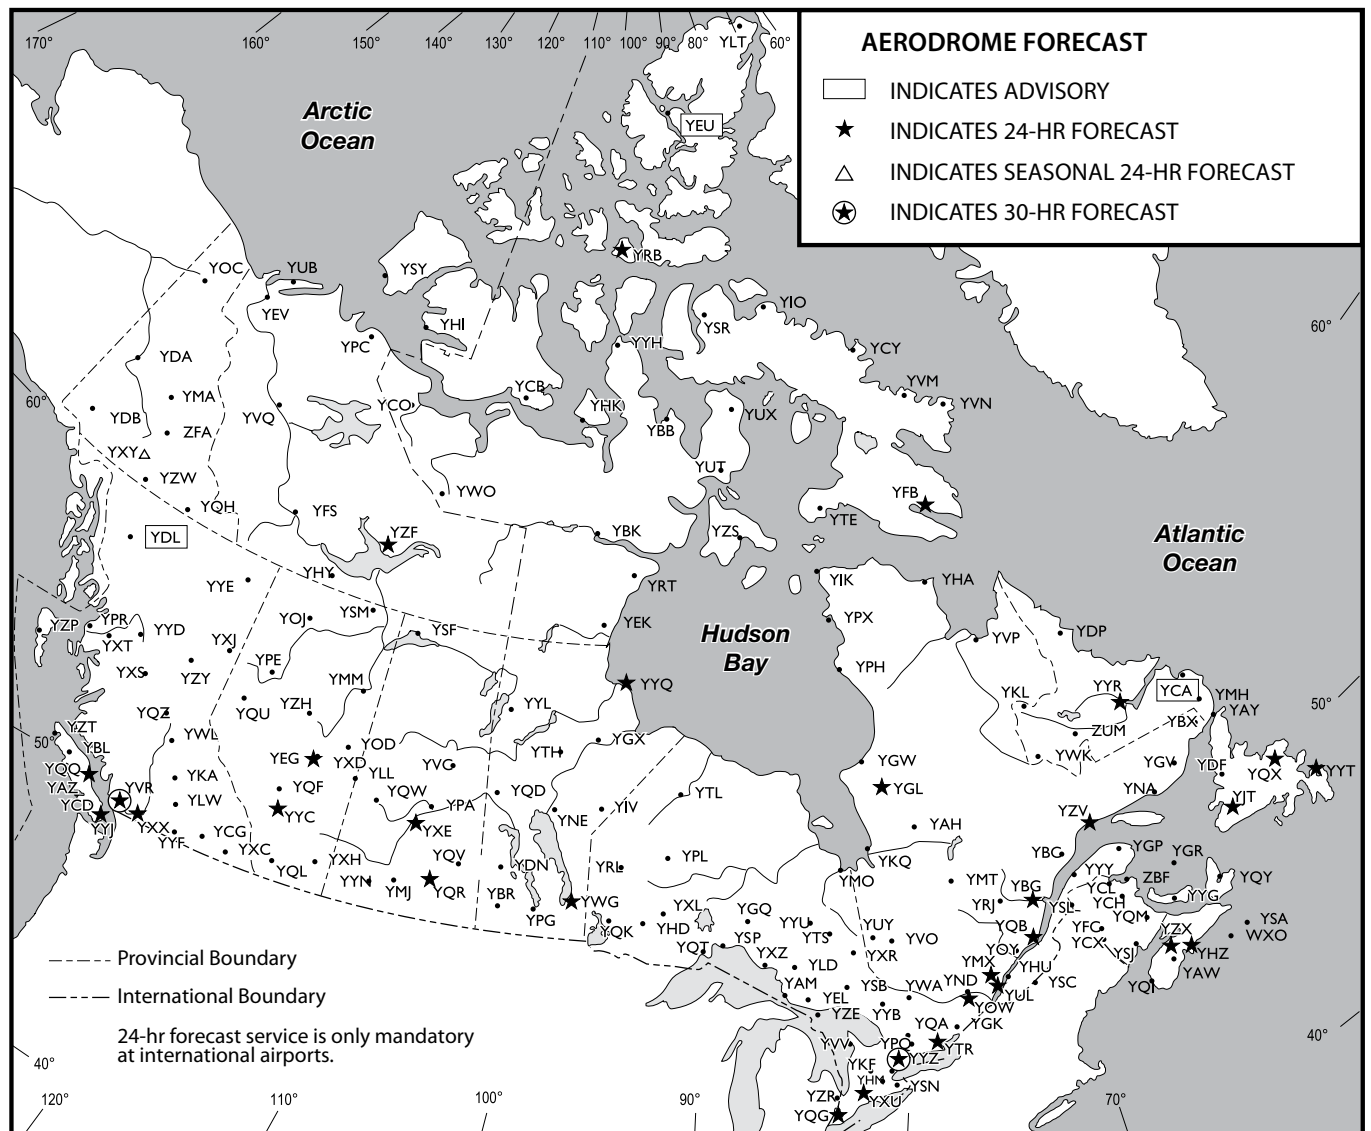 170°
160°
150°
140°
130°
120°
110°
100°
90°
80°
60°
YLT
AERODROME FORECAST
INDICATES ADVISORY
INDICATES 24-HR FORECAST
INDICATES SEASONAL 24-HR FORECAST
INDICATES 30-HR FORECAST
Arctic
Ocean
YEU
YRB
YOC
YUB
YSY
YEV
YHI
YPC
YYH
YSR
YIO
YCY
60°
YDA
YMA
YVQ
YCO
YCB
YHK
YBB
YUX
YVM
YVN
60°
YDB
ZFA
YXY
YZW
YUT
YQH
YFS
YWO
YFB
YTE
YDL
YZF
YBK
YZS
Atlantic
Ocean
YYE
YHY
YRT
YIK
YHA
YZP
YPR
YXT
YYD
YXJ
YOJ
YSM
YSF
YEK
YPX
Hudson
Bay
YVP
YDP
YXS
YZY
YPE
YMM
YYQ
YPH
YQZ
YQU
YZH
YYL
YKL
YYR
YCA
YMH
YAY
YBX
50°
YZT
50°
YBL
YWL
YOD
YEG
YXD
YTH
YGX
YGW
ZUM
YWK
YGV
YDF
YQX
YYT
YQQ
YAZ
YCD
YVR
YKA
YQF
YLL
YVC
YQW
YPA
YQD
YTL
YGL
YNA
YJT
YYJ
YXX
YLW
YYC
YXE
YNE
YIV
YAH
YZV
YYF
YCG
YXC
YQL
YXH
YQV
YDN
YRL
YPL
YKQ
YBC
YGP
YGR
YYN
YMJ
YQR
YBR
YPG
YWG
YMO
YMT
YBG
YYY
YCL
ZBF
YQY
YRJ
YSL
YCH
YYG
YQK
YHD
YXL
YGQ
YYU
YTS
YUY
YVO
YQB
YFC
YQM
YZX
YSA
WXO
YQT
YSP
YXZ
YLD
YXR
YMX
YOY
YCX
YSJ
YHZ
YAW
YQI
YAM
YEL
YZE
YSB
YYB
YWA
YND
YHU
YSC
YUL
YOW
YGK
YQA
YTR
YVV
YPQ
YYZ
YKF
YHM
YSN
YZR
YXU
YQG
Provincial Boundary
International Boundary
24-hr forecast service is only mandatory
at international airports.
40°
40°
120°
110°
100°
90°
70°